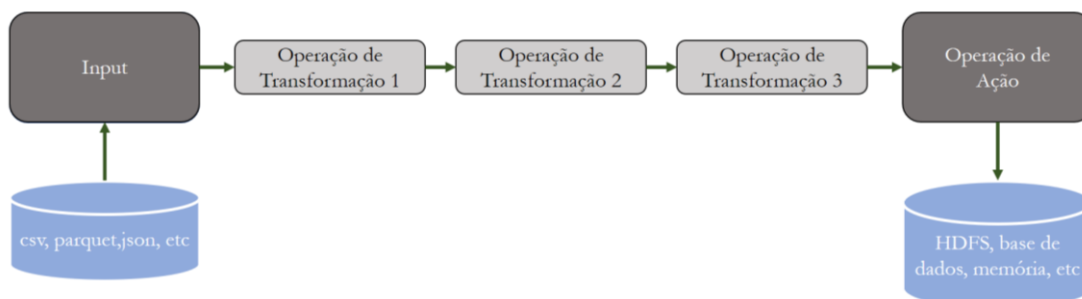 Input
Operação de
Transformação 1
Operação de
Transformação 2
Operação de
Transformação 3
Operação de
Ação
csv, parquet,json, etc
HDFS, base de
dados, memória, etc